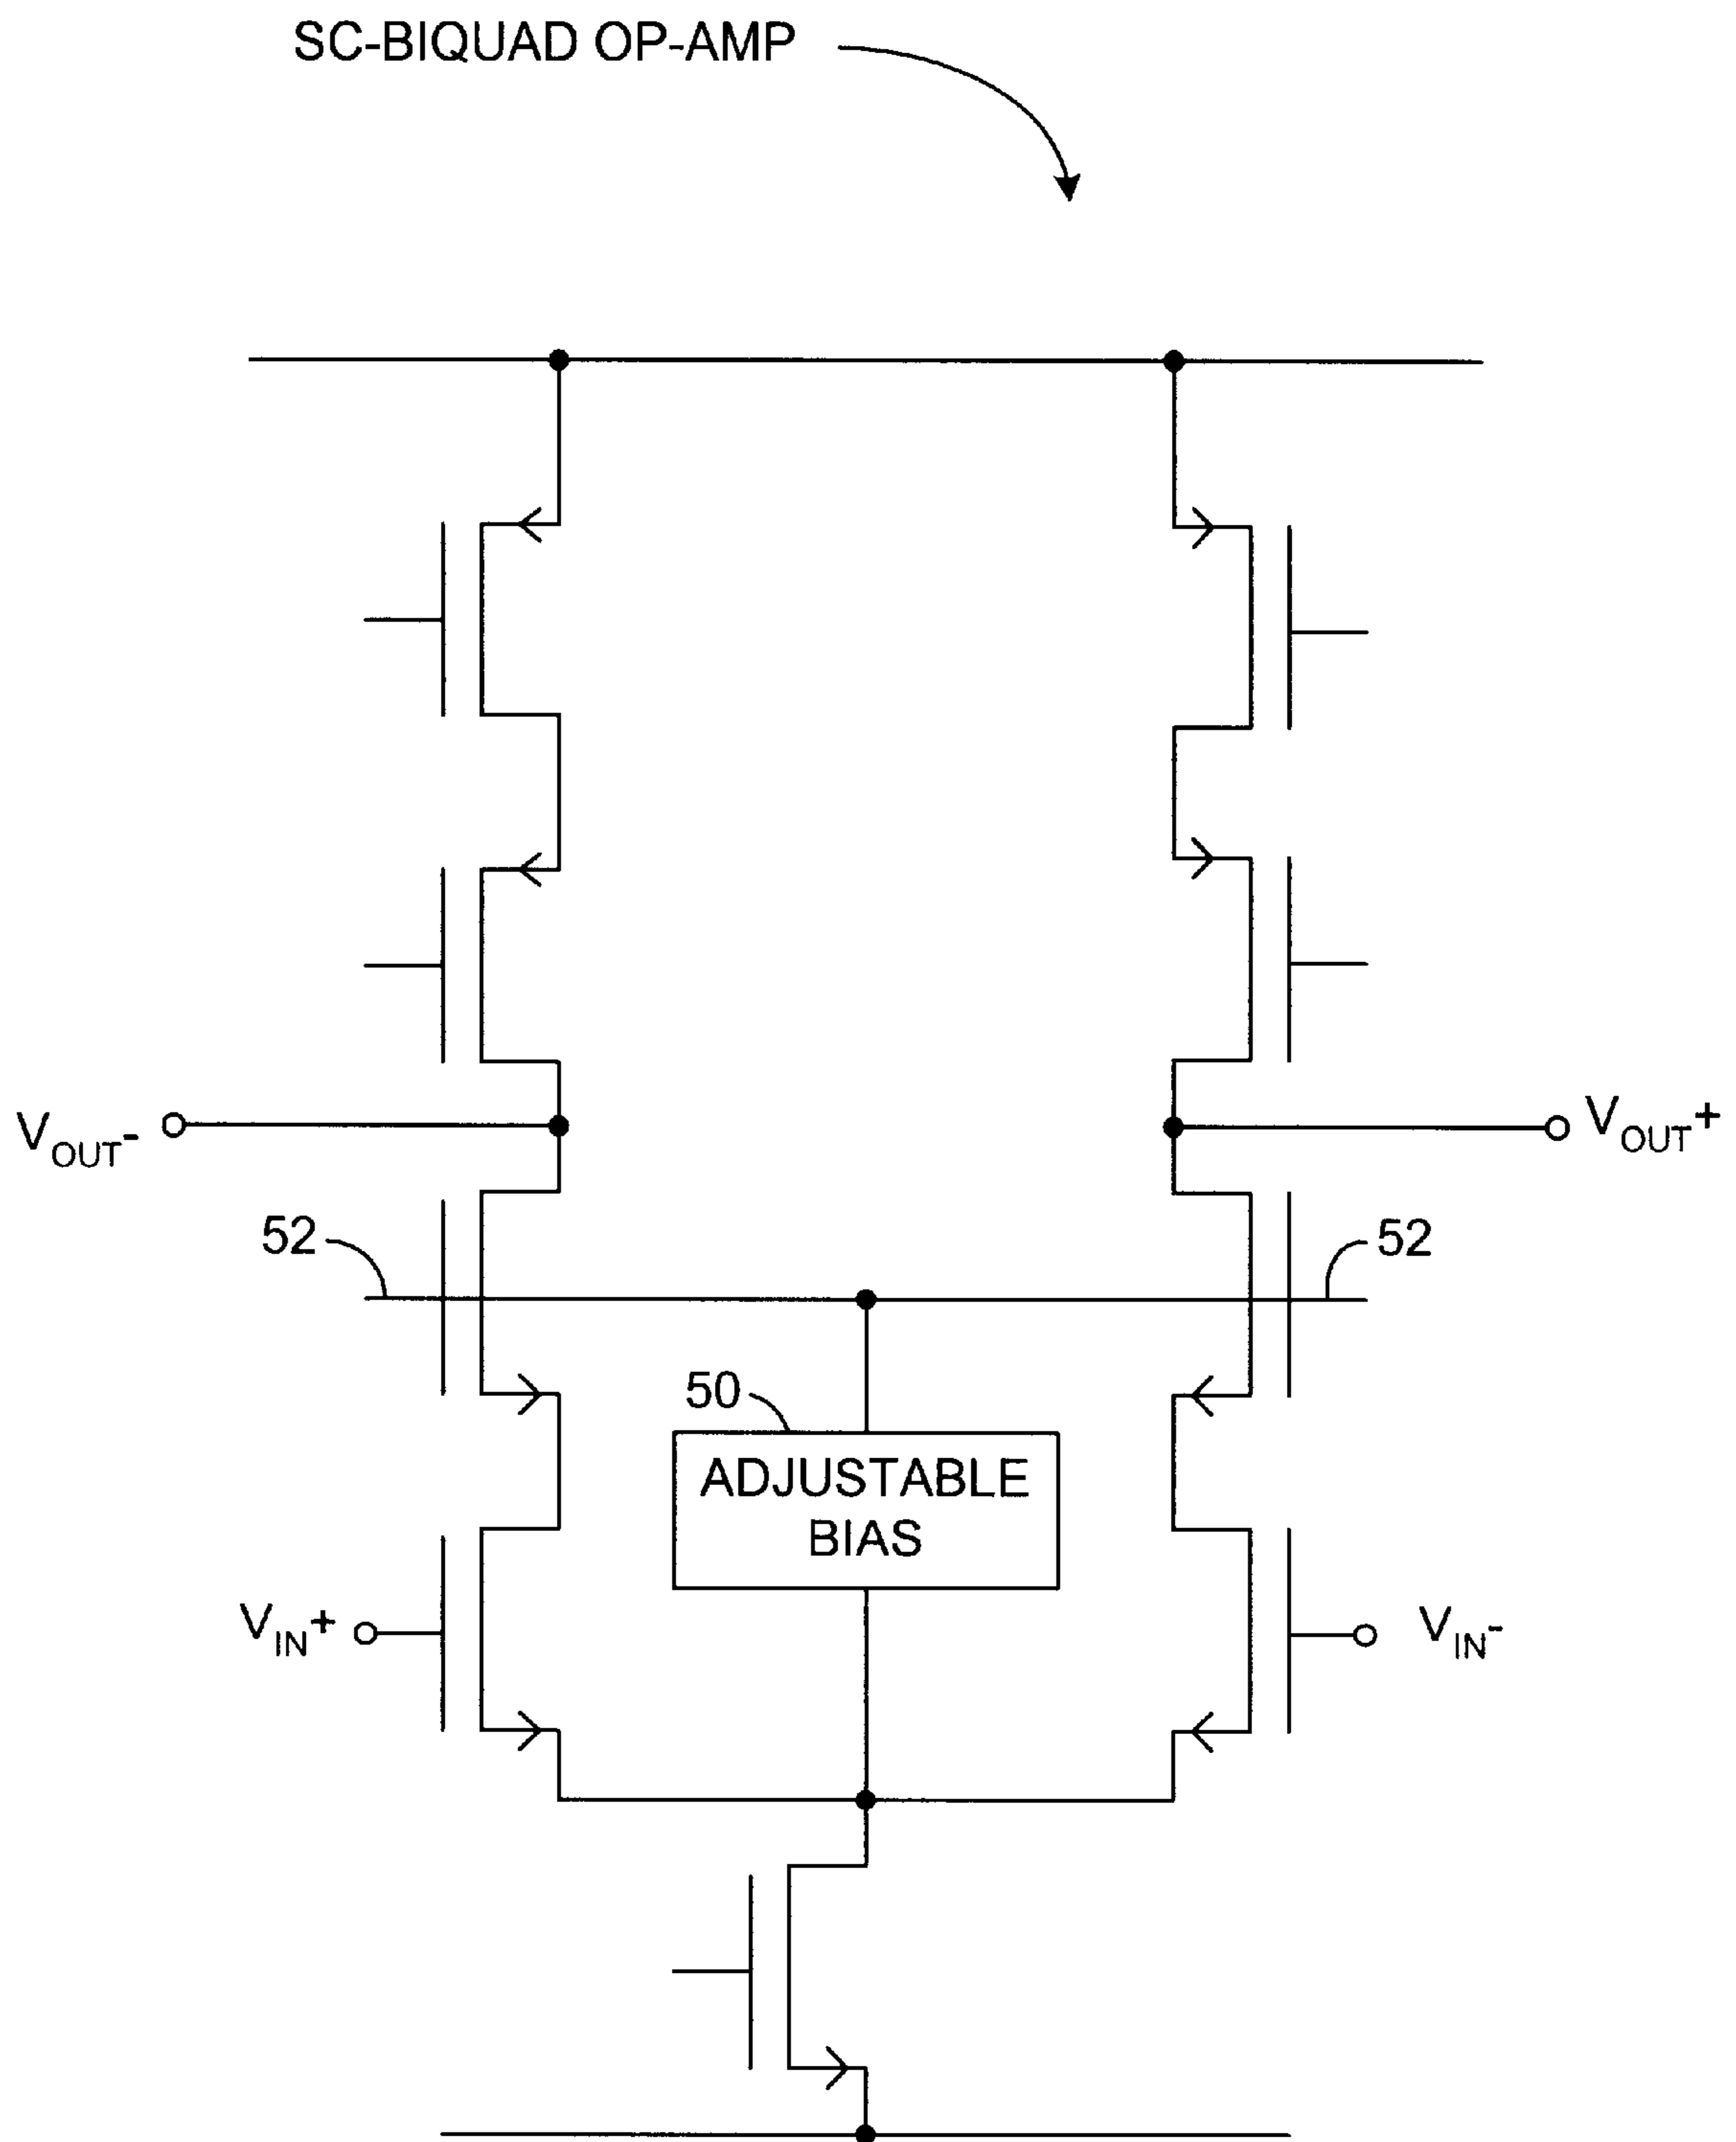 SC-BIQUAD OP-AMP
VOUT-
VOUT+
52
52
50
ADJUSTABLE
BIAS
VIN+
VIN-